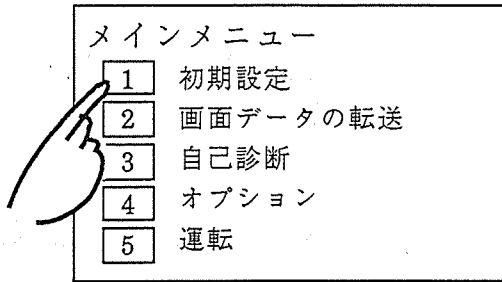 メインメニュー
1 初期設定
2 画面データの転送
3 自己診断
4 オプション
5 運転